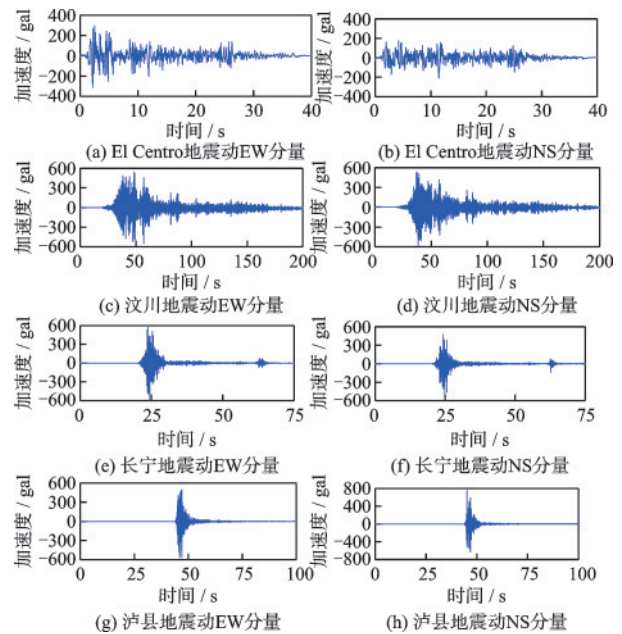 加速度 / gal
400
200
0
−200
−400
0 10 20 30 40
时间 / s
(a) El Centro地震动EW分量
加速度 / gal
400
200
0
−200
−400
0 10 20 30 40
时间 / s
(b) El Centro地震动NS分量
加速度 / gal
600
300
0
−300
−600
0 50 100 150 200
时间 / s
(c) 汶川地震动EW分量
加速度 / gal
600
300
0
−300
−600
0 50 100 150 200
时间 / s
(d) 汶川地震动NS分量
加速度 / gal
600
300
0
−300
−600
0 25 50 75
时间 / s
(e) 长宁地震动EW分量
加速度 / gal
600
300
0
−300
−600
0 25 50 75
时间 / s
(f) 长宁地震动NS分量
加速度 / gal
600
300
0
−300
−600
0 50 100
时间 / s
(g) 泸县地震动EW分量
加速度 / gal
800
400
0
−400
−800
0 25 50 75 100
时间 / s
(h) 泸县地震动NS分量